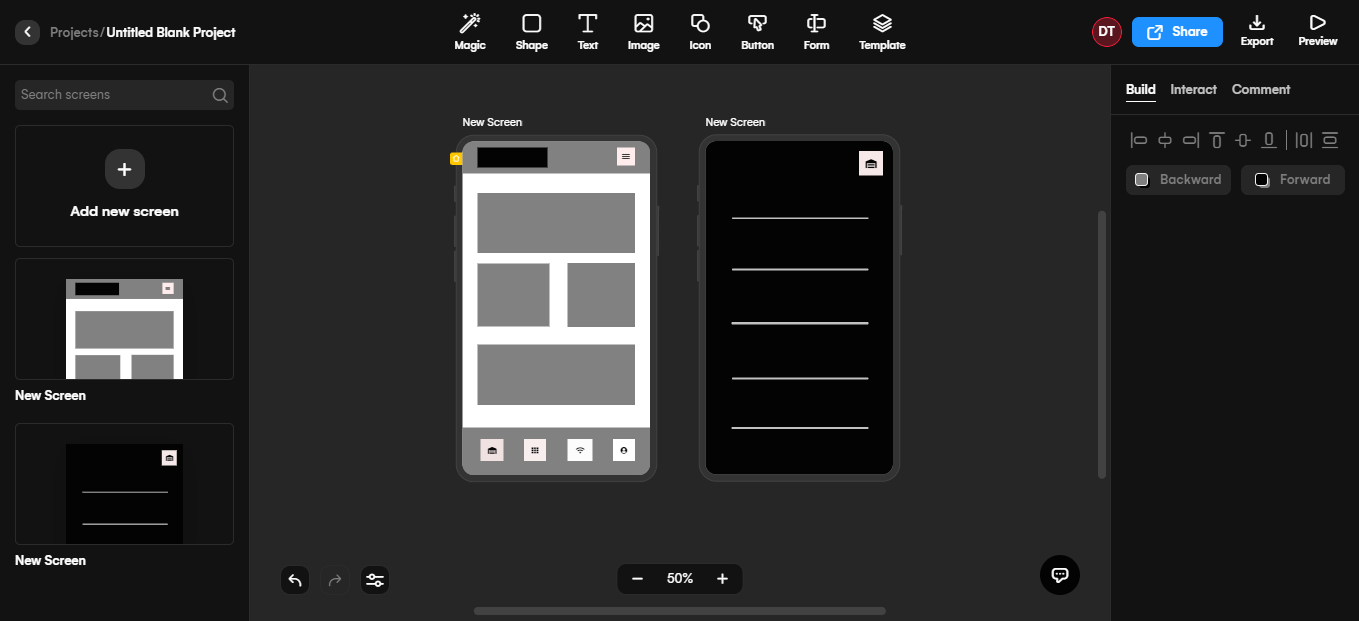 Projects/Untitled Blank Project
Magic
Shape
Text
Image
Icon
Button
Form
Template
DT
Share
Export
Preview
Search screens
Add new screen
New Screen
New Screen
New Screen
New Screen
50%
Build
Interact
Comment
Backward
Forward